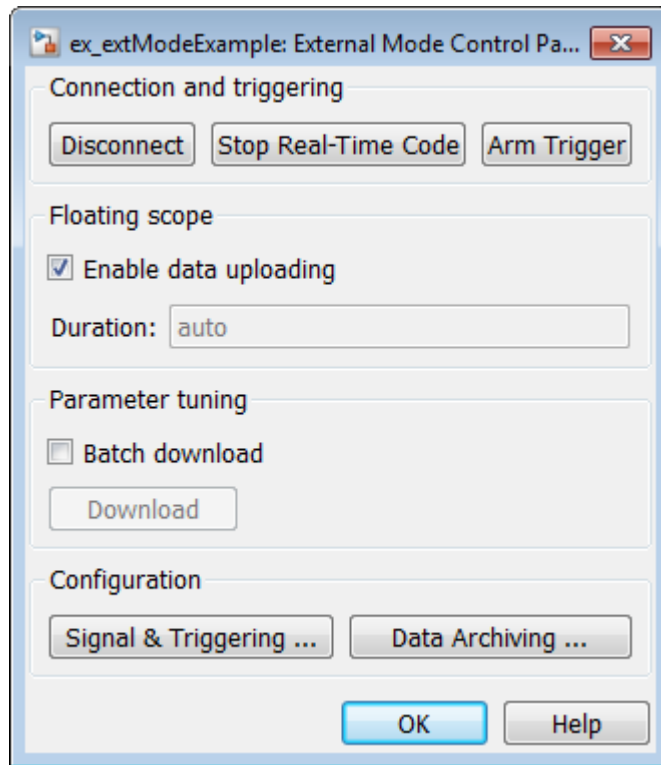 ex_extModeExample: External Mode Control Pa...
Connection and triggering
Disconnect Stop Real-Time Code Arm Trigger
Floating scope
Enable data uploading
Duration: auto
Parameter tuning
Batch download
Download
Configuration
Signal & Triggering ... Data Archiving ...
OK Help